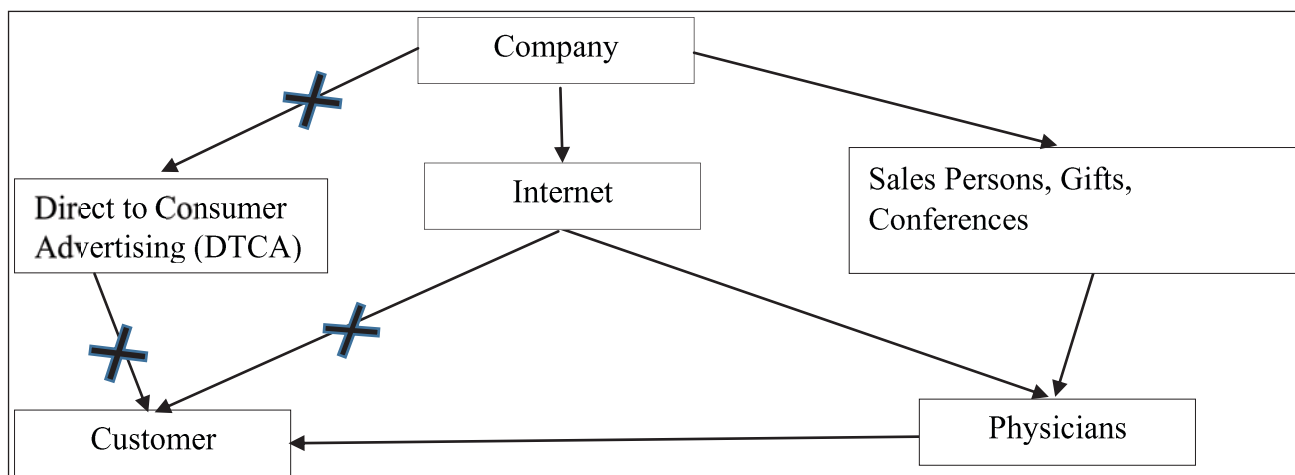 Company
Direct to Consumer
Advertising (DTCA)
Internet
Sales Persons, Gifts,
Conferences
Customer
Physicians